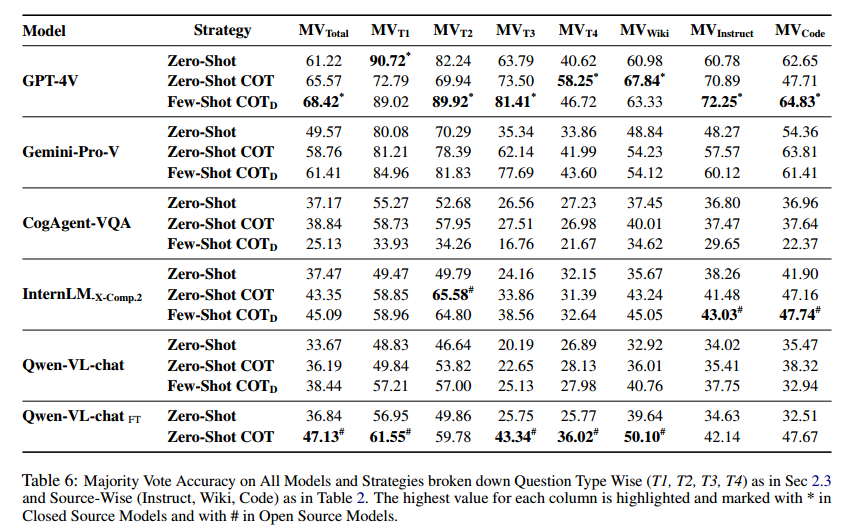 Model Strategy MV_Total MV_T1 MV_T2 MV_T3 MV_T4 MV_Wiki MV_Instruct MV_Code
Zero-Shot 61.22 90.72* 82.24 63.79 40.62 60.98 60.78 62.65
GPT-4V Zero-Shot COT 65.57 72.79 69.94 73.50 58.25* 67.84* 70.89 47.71
Few-Shot COT_D 68.42* 89.02 89.92* 81.41* 46.72 63.33 72.25* 64.83*
Zero-Shot 49.57 80.08 70.29 35.34 33.86 48.84 48.27 54.36
Gemini-Pro-V Zero-Shot COT 58.76 81.21 78.39 62.14 41.99 54.23 57.57 63.81
Few-Shot COT_D 61.41 84.96 81.83 77.69 43.60 54.12 60.12 61.41
Zero-Shot 37.17 55.27 52.68 26.56 27.23 37.45 36.80 36.96
CogAgent-VQA Zero-Shot COT 38.84 58.73 57.95 27.51 26.98 40.01 37.47 37.64
Few-Shot COT_D 25.13 33.93 34.26 16.76 21.67 34.62 29.65 22.37
Zero-Shot 37.47 49.47 49.79 24.16 32.15 35.67 38.26 41.90
InternLM-X-Comp.2 Zero-Shot COT 43.35 58.85 65.58# 33.86 31.39 43.24 41.48 47.16
Few-Shot COT_D 45.09 58.96 64.80 38.56 32.64 45.05 43.03# 47.74#
Zero-Shot 33.67 48.83 46.64 20.19 26.89 32.92 34.02 35.47
Qwen-VL-chat Zero-Shot COT 36.19 49.84 53.82 22.65 28.13 36.01 35.41 38.32
Few-Shot COT_D 38.44 57.21 57.00 25.13 27.98 40.76 37.75 32.94
Qwen-VL-chat FT Zero-Shot 36.84 56.95 49.86 25.75 25.77 39.64 34.63 32.51
Zero-Shot COT 47.13# 61.55# 59.78 43.34# 36.02# 50.10# 42.14 47.67
Table 6: Majority Vote Accuracy on All Models and Strategies broken down Question Type Wise (T1, T2, T3, T4) as in Sec 2.3
and Source-Wise (Instruct, Wiki, Code) as in Table 2. The highest value for each column is highlighted and marked with * in
Closed Source Models and with # in Open Source Models.